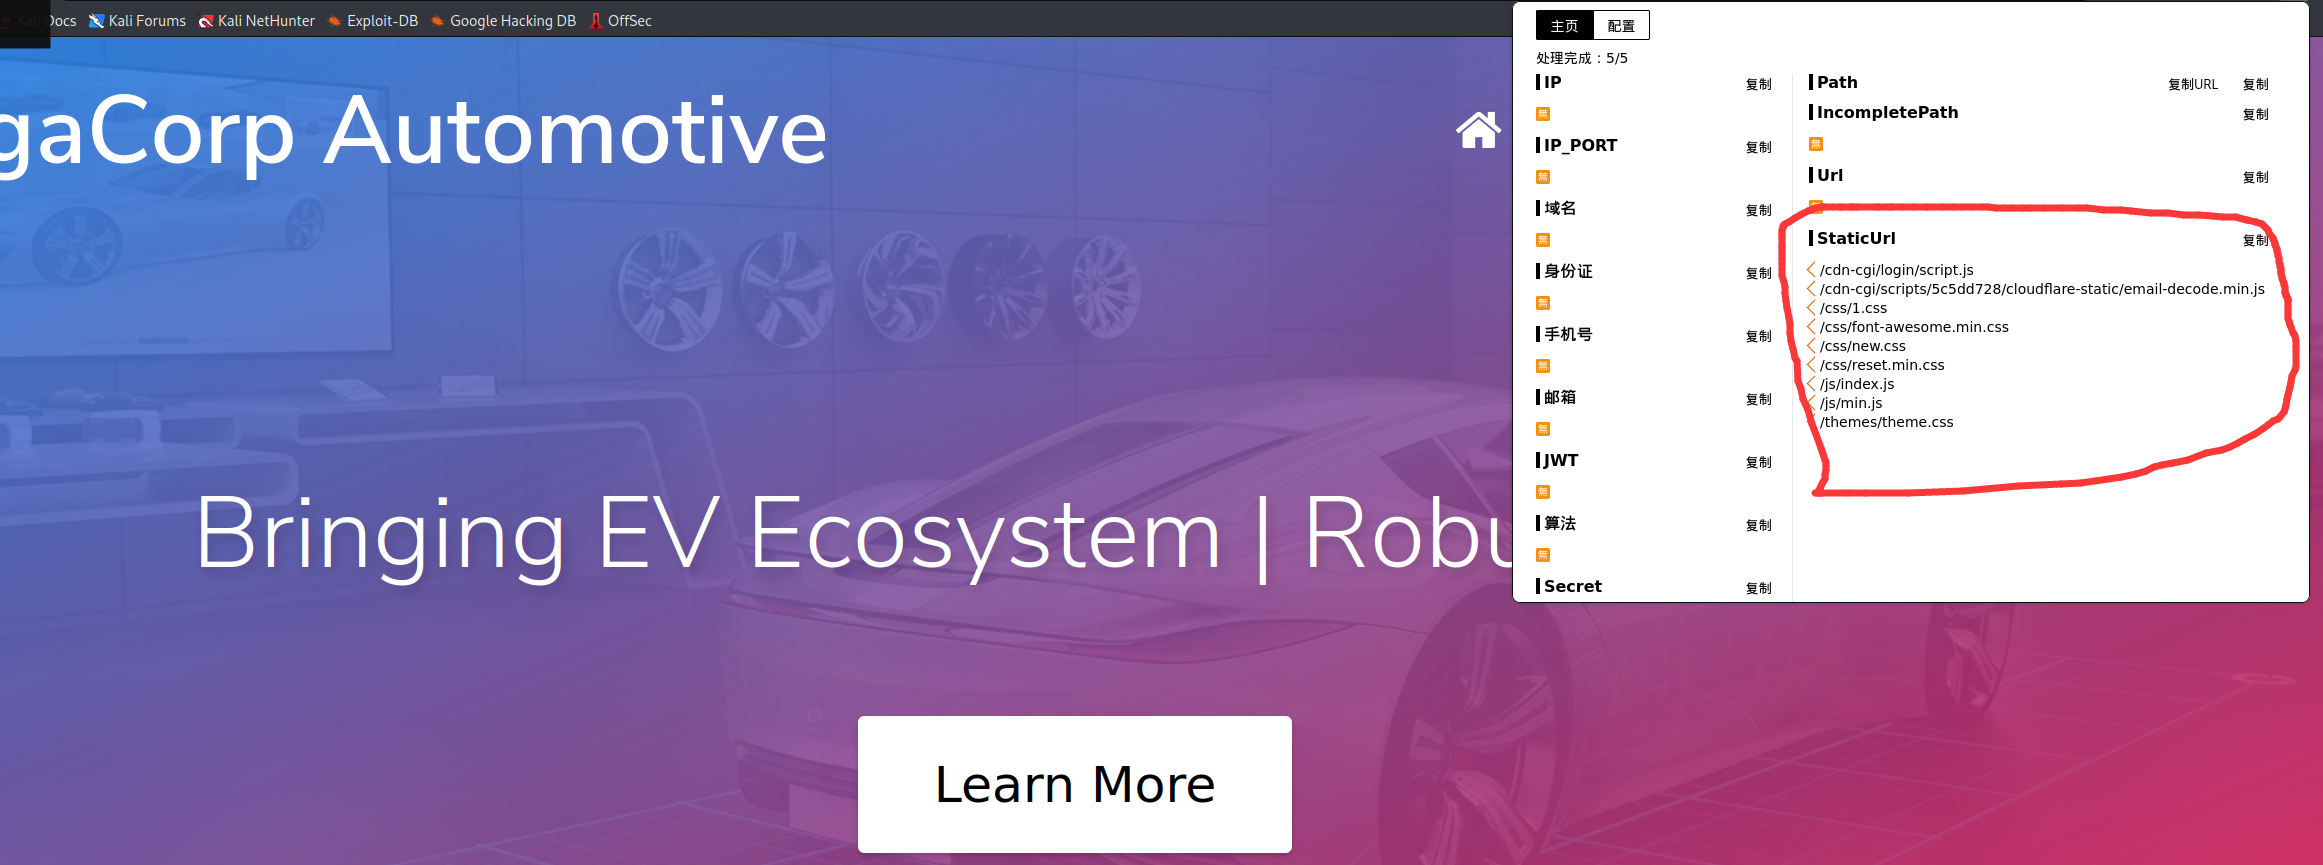 Kali Docs Kali Forums Kali NetHunter Exploit-DB Google Hacking DB OffSec
gaCorp Automotive
Bringing EV Ecosystem | Robu
Learn More
主页 配置
处理完成：5/5
IP 复制
無
IP_PORT 复制
無
域名 复制
無
身份证 复制
無
手机号 复制
無
邮箱 复制
無
JWT 复制
無
算法 复制
無
Secret 复制
Path 复制URL 复制
IncompletePath 复制
無
Url 复制
StaticUrl 复制
/cdn-cgi/login/script.js
/cdn-cgi/scripts/5c5dd728/cloudflare-static/email-decode.min.js
/css/1.css
/css/font-awesome.min.css
/css/new.css
/css/reset.min.css
/js/index.js
/js/min.js
/themes/theme.css